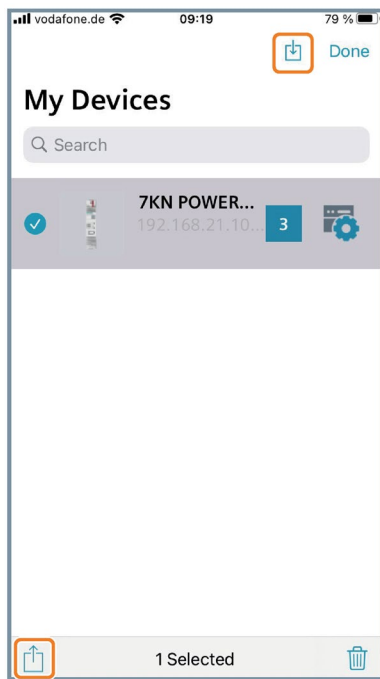 vodafone.de 09:19 79 %
Done
My Devices
Search
7KN POWER...
192.168.21.10...
3
1 Selected